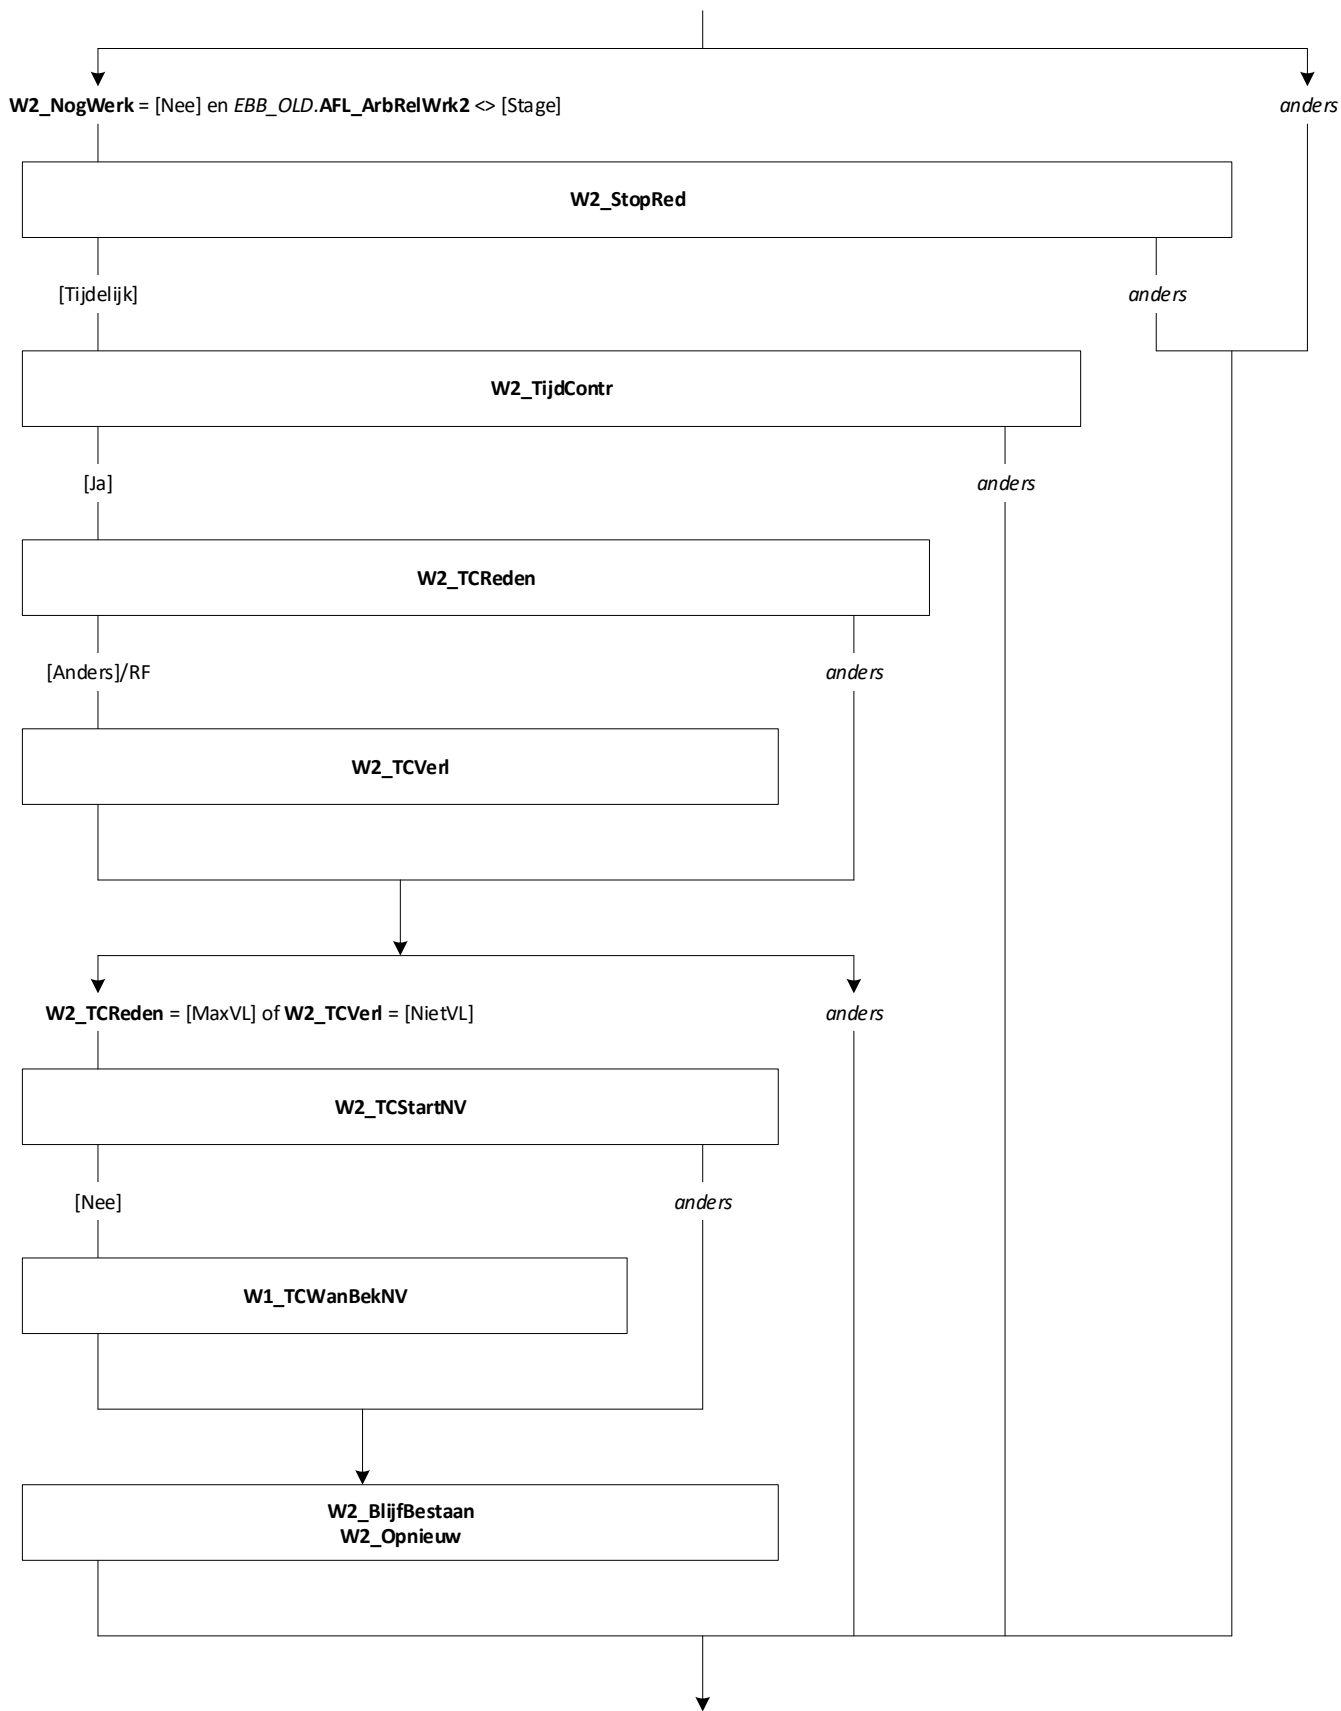 W2_NogWerk = [Nee] en EBB_OLD.AFL_ArbRelWrk2 <> [Stage]
anders
W2_StopRed
[Tijdelijk]
anders
W2_TijdContr
[Ja]
anders
W2_TCReden
[Anders]/RF
anders
W2_TCVerl
W2_TCReden = [MaxVL] of W2_TCVerl = [NietVL]
anders
W2_TCStartNV
[Nee]
anders
W1_TCWanBekNV
W2_BlijfBestaan
W2_Opnieuw